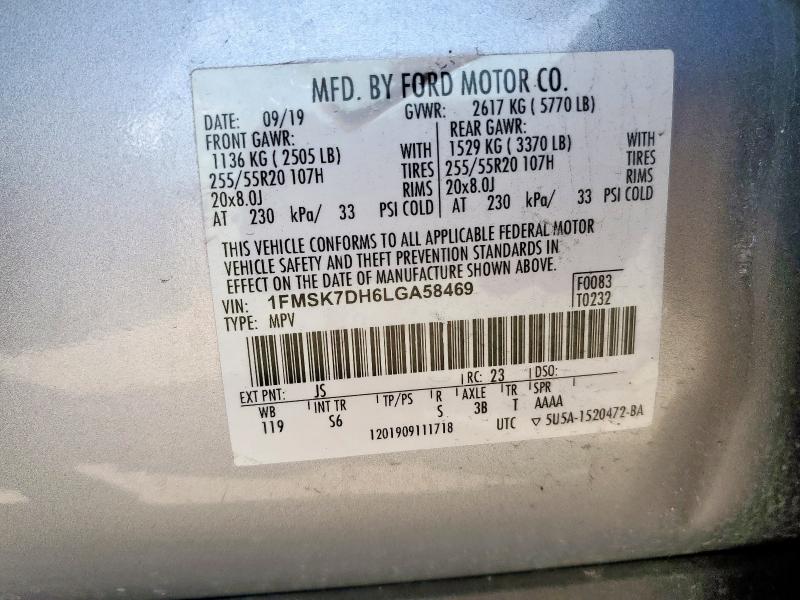 MFD. BY FORD MOTOR CO.
DATE: 09/19 GVWR: 2617 KG ( 5770 LB)
FRONT GAWR: REAR GAWR:
1136 KG ( 2505 LB) WITH 1529 KG ( 3370 LB) WITH
255/55R20 107H TIRES 255/55R20 107H TIRES
20x8.0J RIMS 20x8.0J RIMS
AT 230 kPa/ 33 PSI COLD AT 230 kPa/ 33 PSI COLD
THIS VEHICLE CONFORMS TO ALL APPLICABLE FEDERAL MOTOR
VEHICLE SAFETY AND THEFT PREVENTION STANDARDS IN
EFFECT ON THE DATE OF MANUFACTURE SHOWN ABOVE.
VIN: 1FMSK7DH6LGA58469 F0083
TYPE: MPV T0232
EXT PNT: JS RC: 23 DSO:
WB INT TR TP/PS R AXLE TR SPR
119 S6 S 3B T AAAA
1201909111718 UTC ▽ 5U5A-1520472-BA